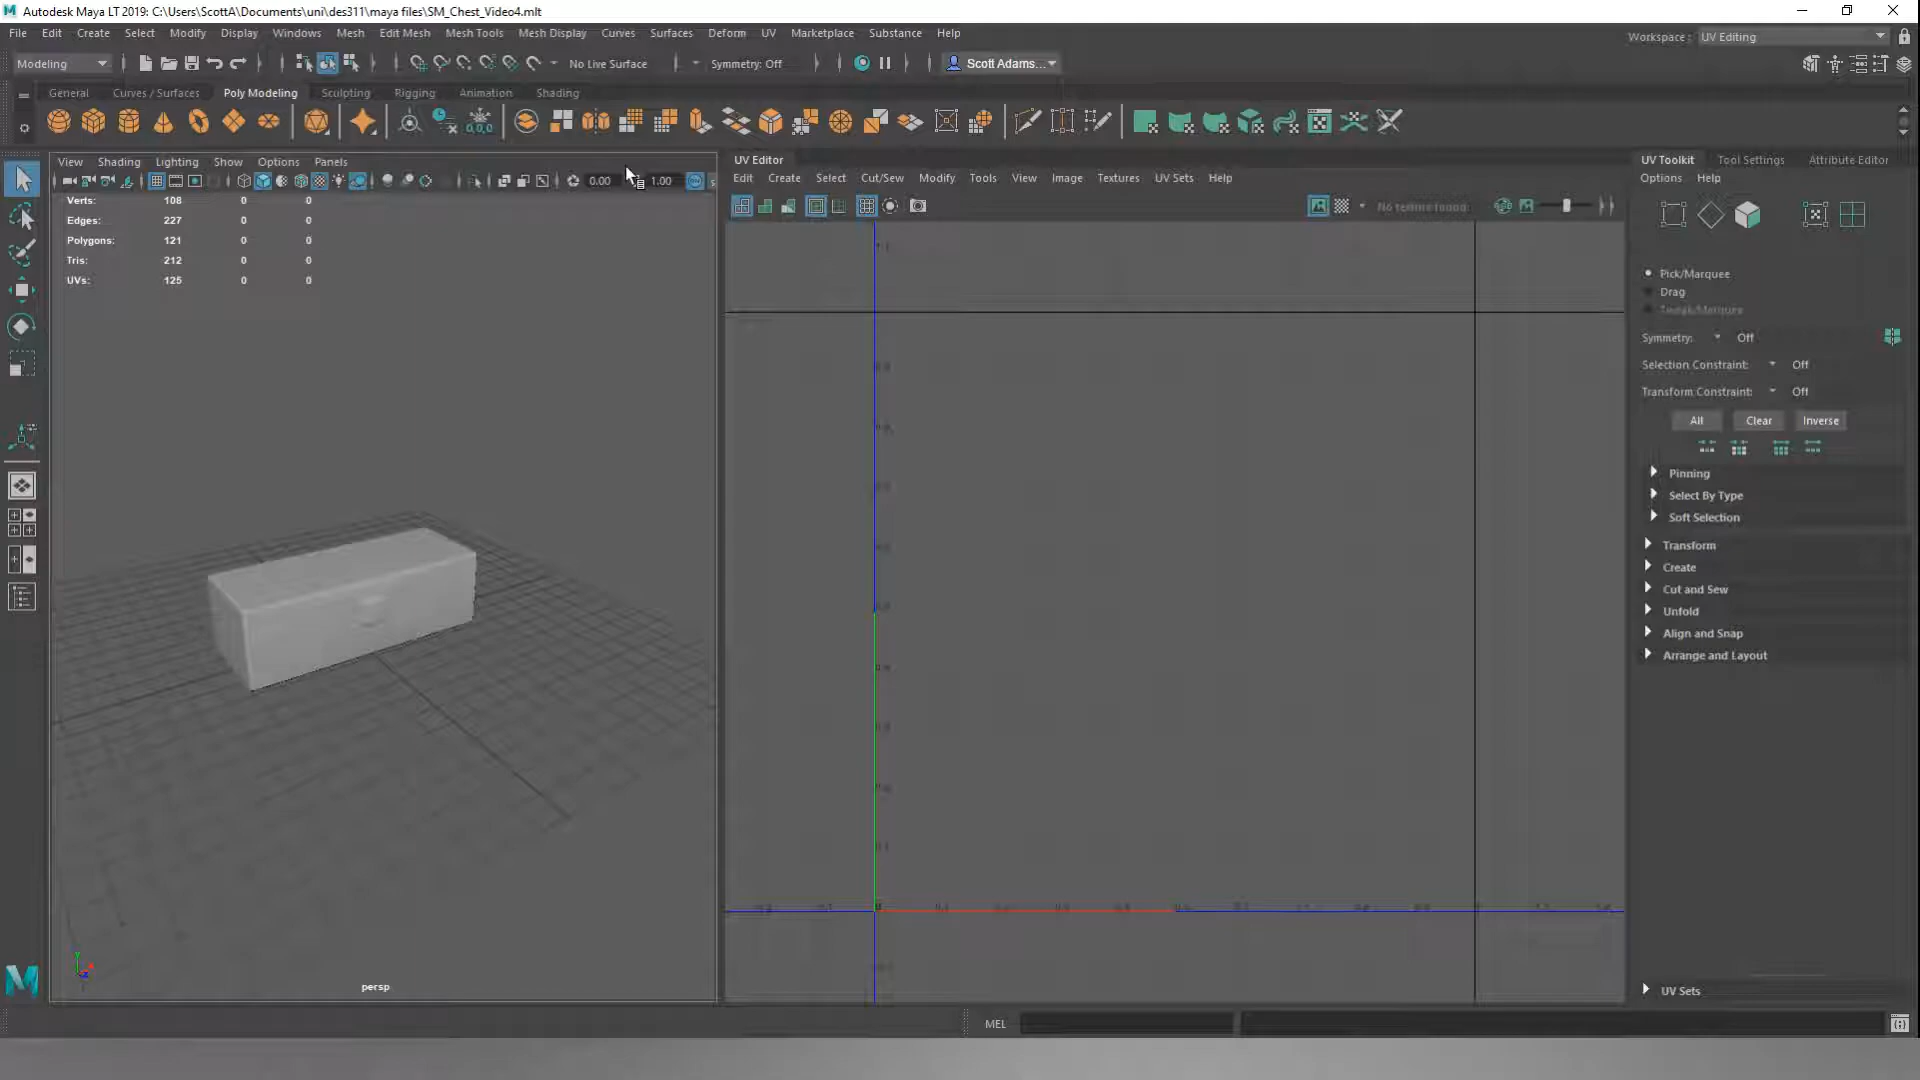 Autodesk Maya LT 2019: C:\Users\ScottA\Documents\uni\des311\maya files\SM_Chest_Video4.mlt
File Edit Create Select Modify Display Windows Mesh Edit Mesh Mesh Tools Mesh Display Curves Surfaces Deform UV Marketplace Substance Help
Workspace: UV Editing
Modeling No Live Surface Symmetry: Off Scott Adams...
General Curves / Surfaces Poly Modeling Sculpting Rigging Animation Shading
0,0,0
View Shading Lighting Show Options Panels
0.00 1.00
Verts: 108 0 0
Edges: 227 0 0
Polygons: 121 0 0
Tris: 212 0 0
UVs: 125 0 0
persp
UV Editor
Edit Create Select Cut/Sew Modify Tools View Image Textures UV Sets Help
No texture found.
UV Toolkit Tool Settings Attribute Editor
Options Help
Pick/Marquee
Drag
Tweak/Marquee
Symmetry: Off
Selection Constraint: Off
Transform Constraint: Off
All Clear Inverse
Pinning
Select By Type
Soft Selection
Transform
Create
Cut and Sew
Unfold
Align and Snap
Arrange and Layout
UV Sets
MEL